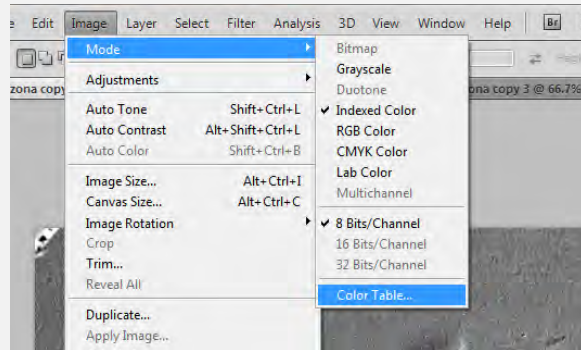 Edit Image Layer Select Filter Analysis 3D View Window Help Br
zona copy
ona copy 3 @ 66.7%
Mode
Adjustments
Auto Tone Shift+Ctrl+L
Auto Contrast Alt+Shift+Ctrl+L
Auto Color Shift+Ctrl+B
Image Size... Alt+Ctrl+I
Canvas Size... Alt+Ctrl+C
Image Rotation
Crop
Trim...
Reveal All
Duplicate...
Apply Image...
Bitmap
Grayscale
Duotone
Indexed Color
RGB Color
CMYK Color
Lab Color
Multichannel
8 Bits/Channel
16 Bits/Channel
32 Bits/Channel
Color Table...